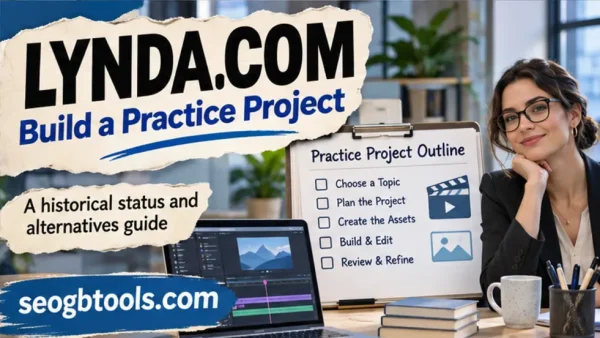 LYNDA.COM
Build a Practice Project
A historical status and
alternatives guide
seogbtools.com
Practice Project Outline
Choose a Topic
Plan the Project
Create the Assets
Build & Edit
Review & Refine